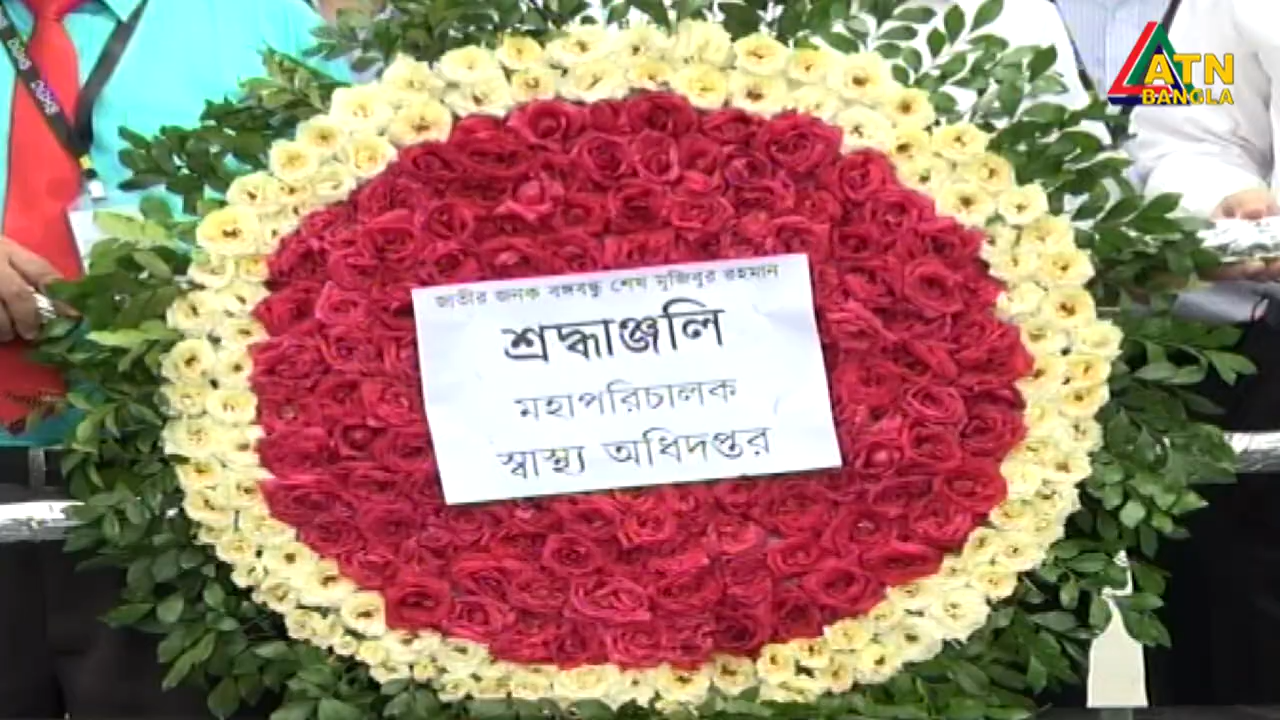 জাতীর জনক বঙ্গবন্ধু শেখ মুজিবুর রহমান
শ্রদ্ধাঞ্জলি
মহাপরিচালক
স্বাস্থ্য অধিদপ্তর
ATN
BANGLA